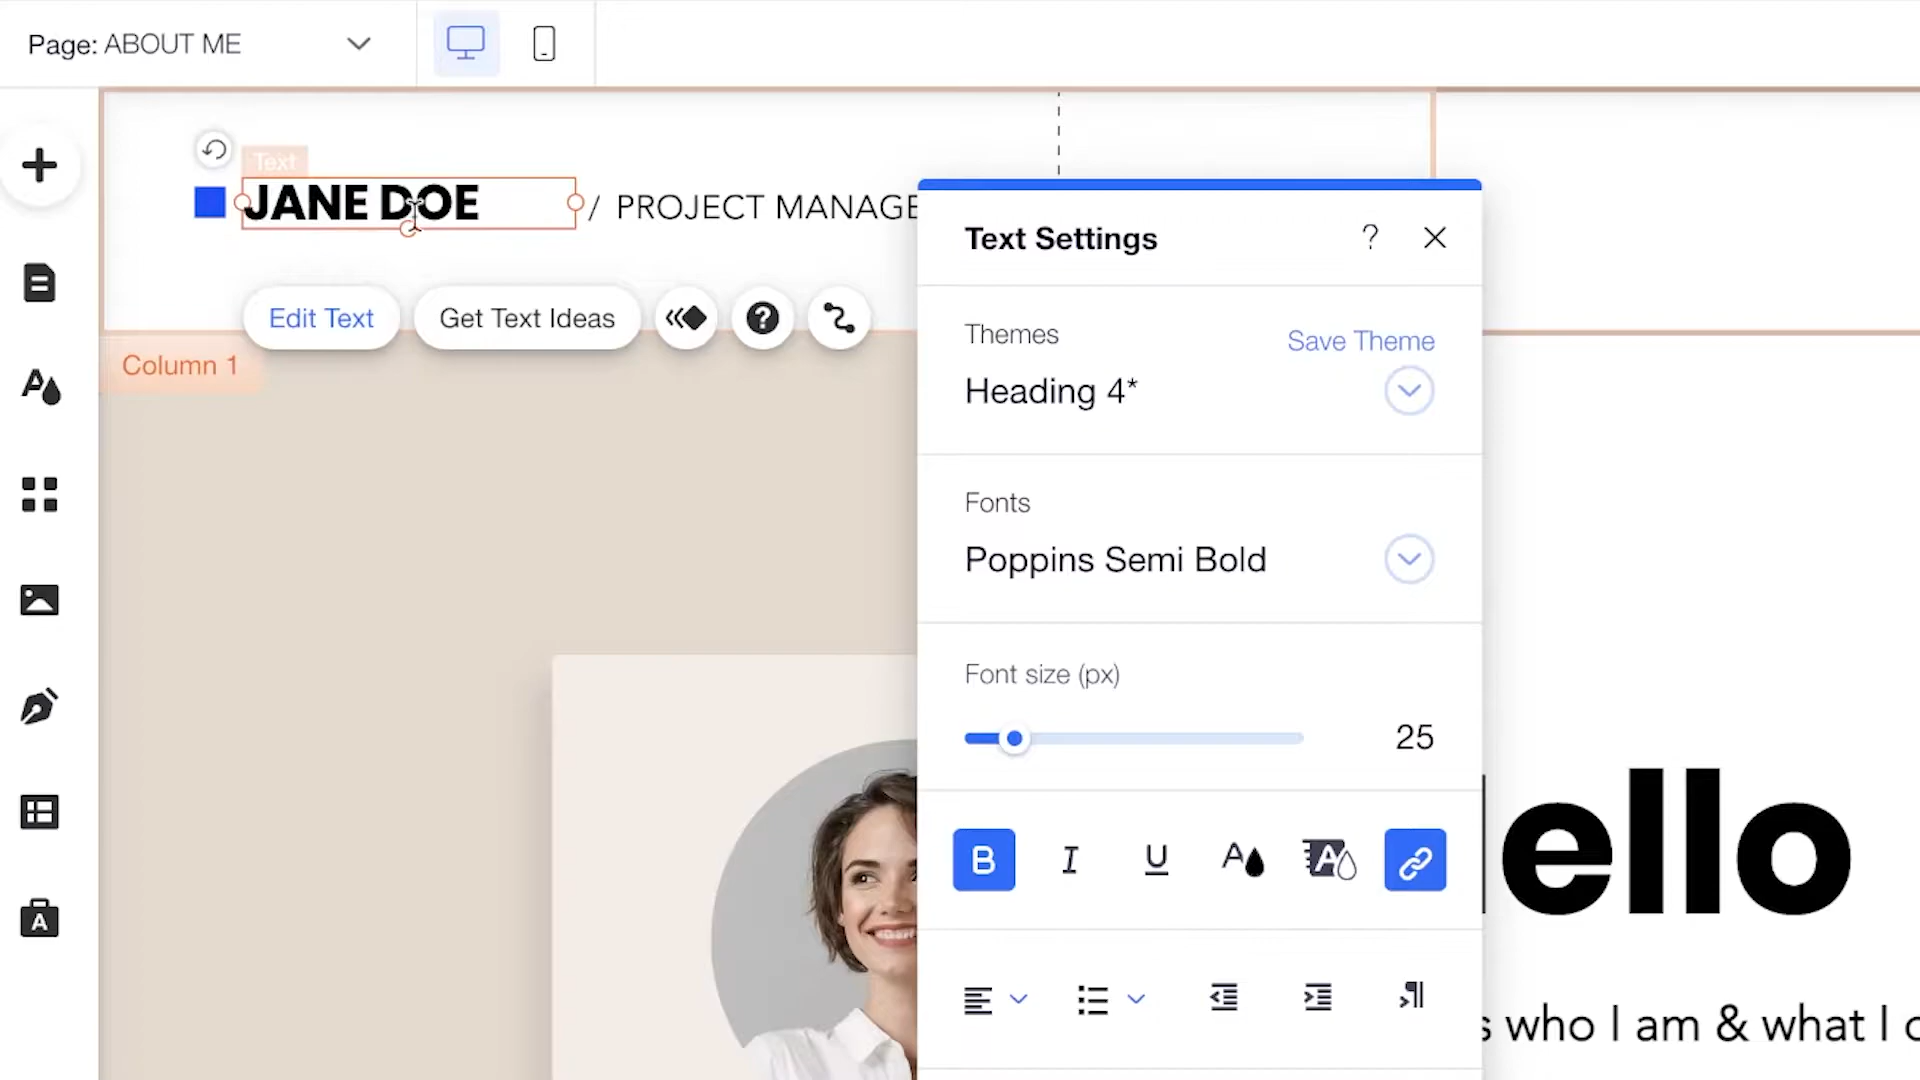 Page: ABOUT ME
Text
JANE DOE / PROJECT MANAGE
Edit Text
Get Text Ideas
Column 1
Text Settings
?
Themes
Save Theme
Heading 4*
Fonts
Poppins Semi Bold
Font size (px)
25
B I U A A
ello
who I am & what I